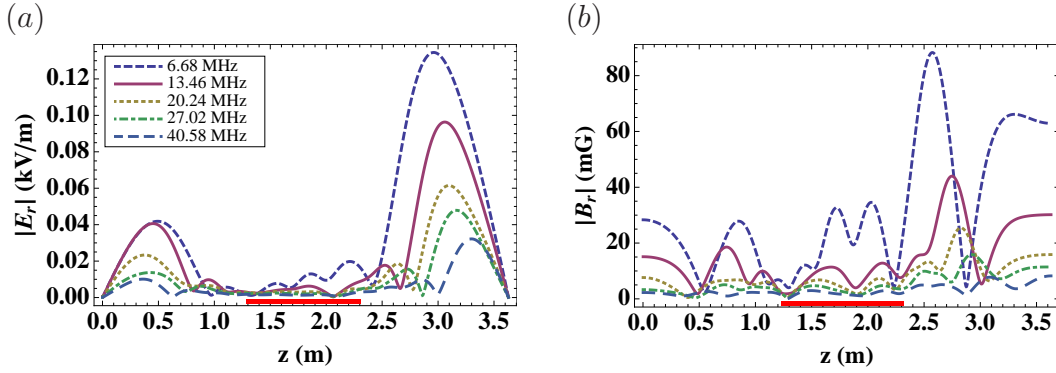 (a)
|E_r| (kV/m)
0.12
0.10
0.08
0.06
0.04
0.02
0.00
6.68 MHz
13.46 MHz
20.24 MHz
27.02 MHz
40.58 MHz
0.0 0.5 1.0 1.5 2.0 2.5 3.0 3.5
z (m)
(b)
|B_r| (mG)
80
60
40
20
0
0.0 0.5 1.0 1.5 2.0 2.5 3.0 3.5
z (m)